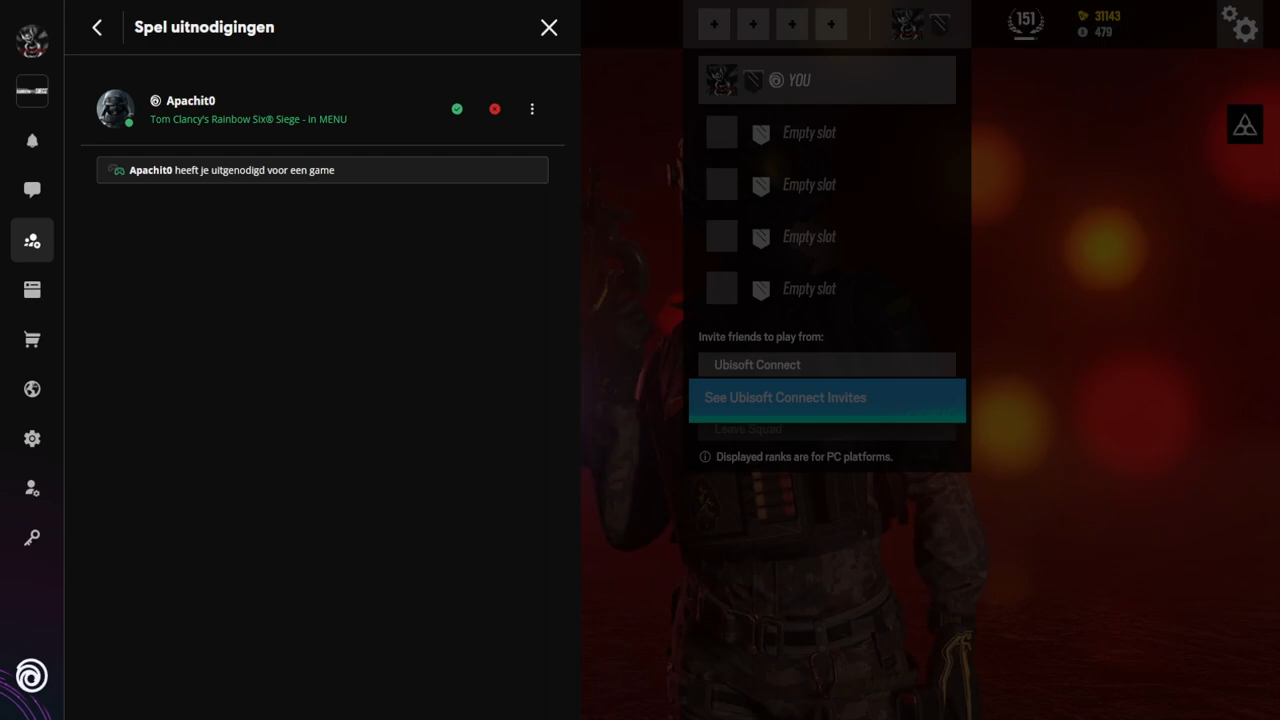 Spel uitnodigingen
Apachit0
Tom Clancy's Rainbow Six® Siege - in MENU
Apachit0 heeft je uitgenodigd voor een game
151
31143
479
YOU
Empty slot
Empty slot
Empty slot
Empty slot
Invite friends to play from:
Ubisoft Connect
See Ubisoft Connect Invites
Leave Squad
Displayed ranks are for PC platforms.